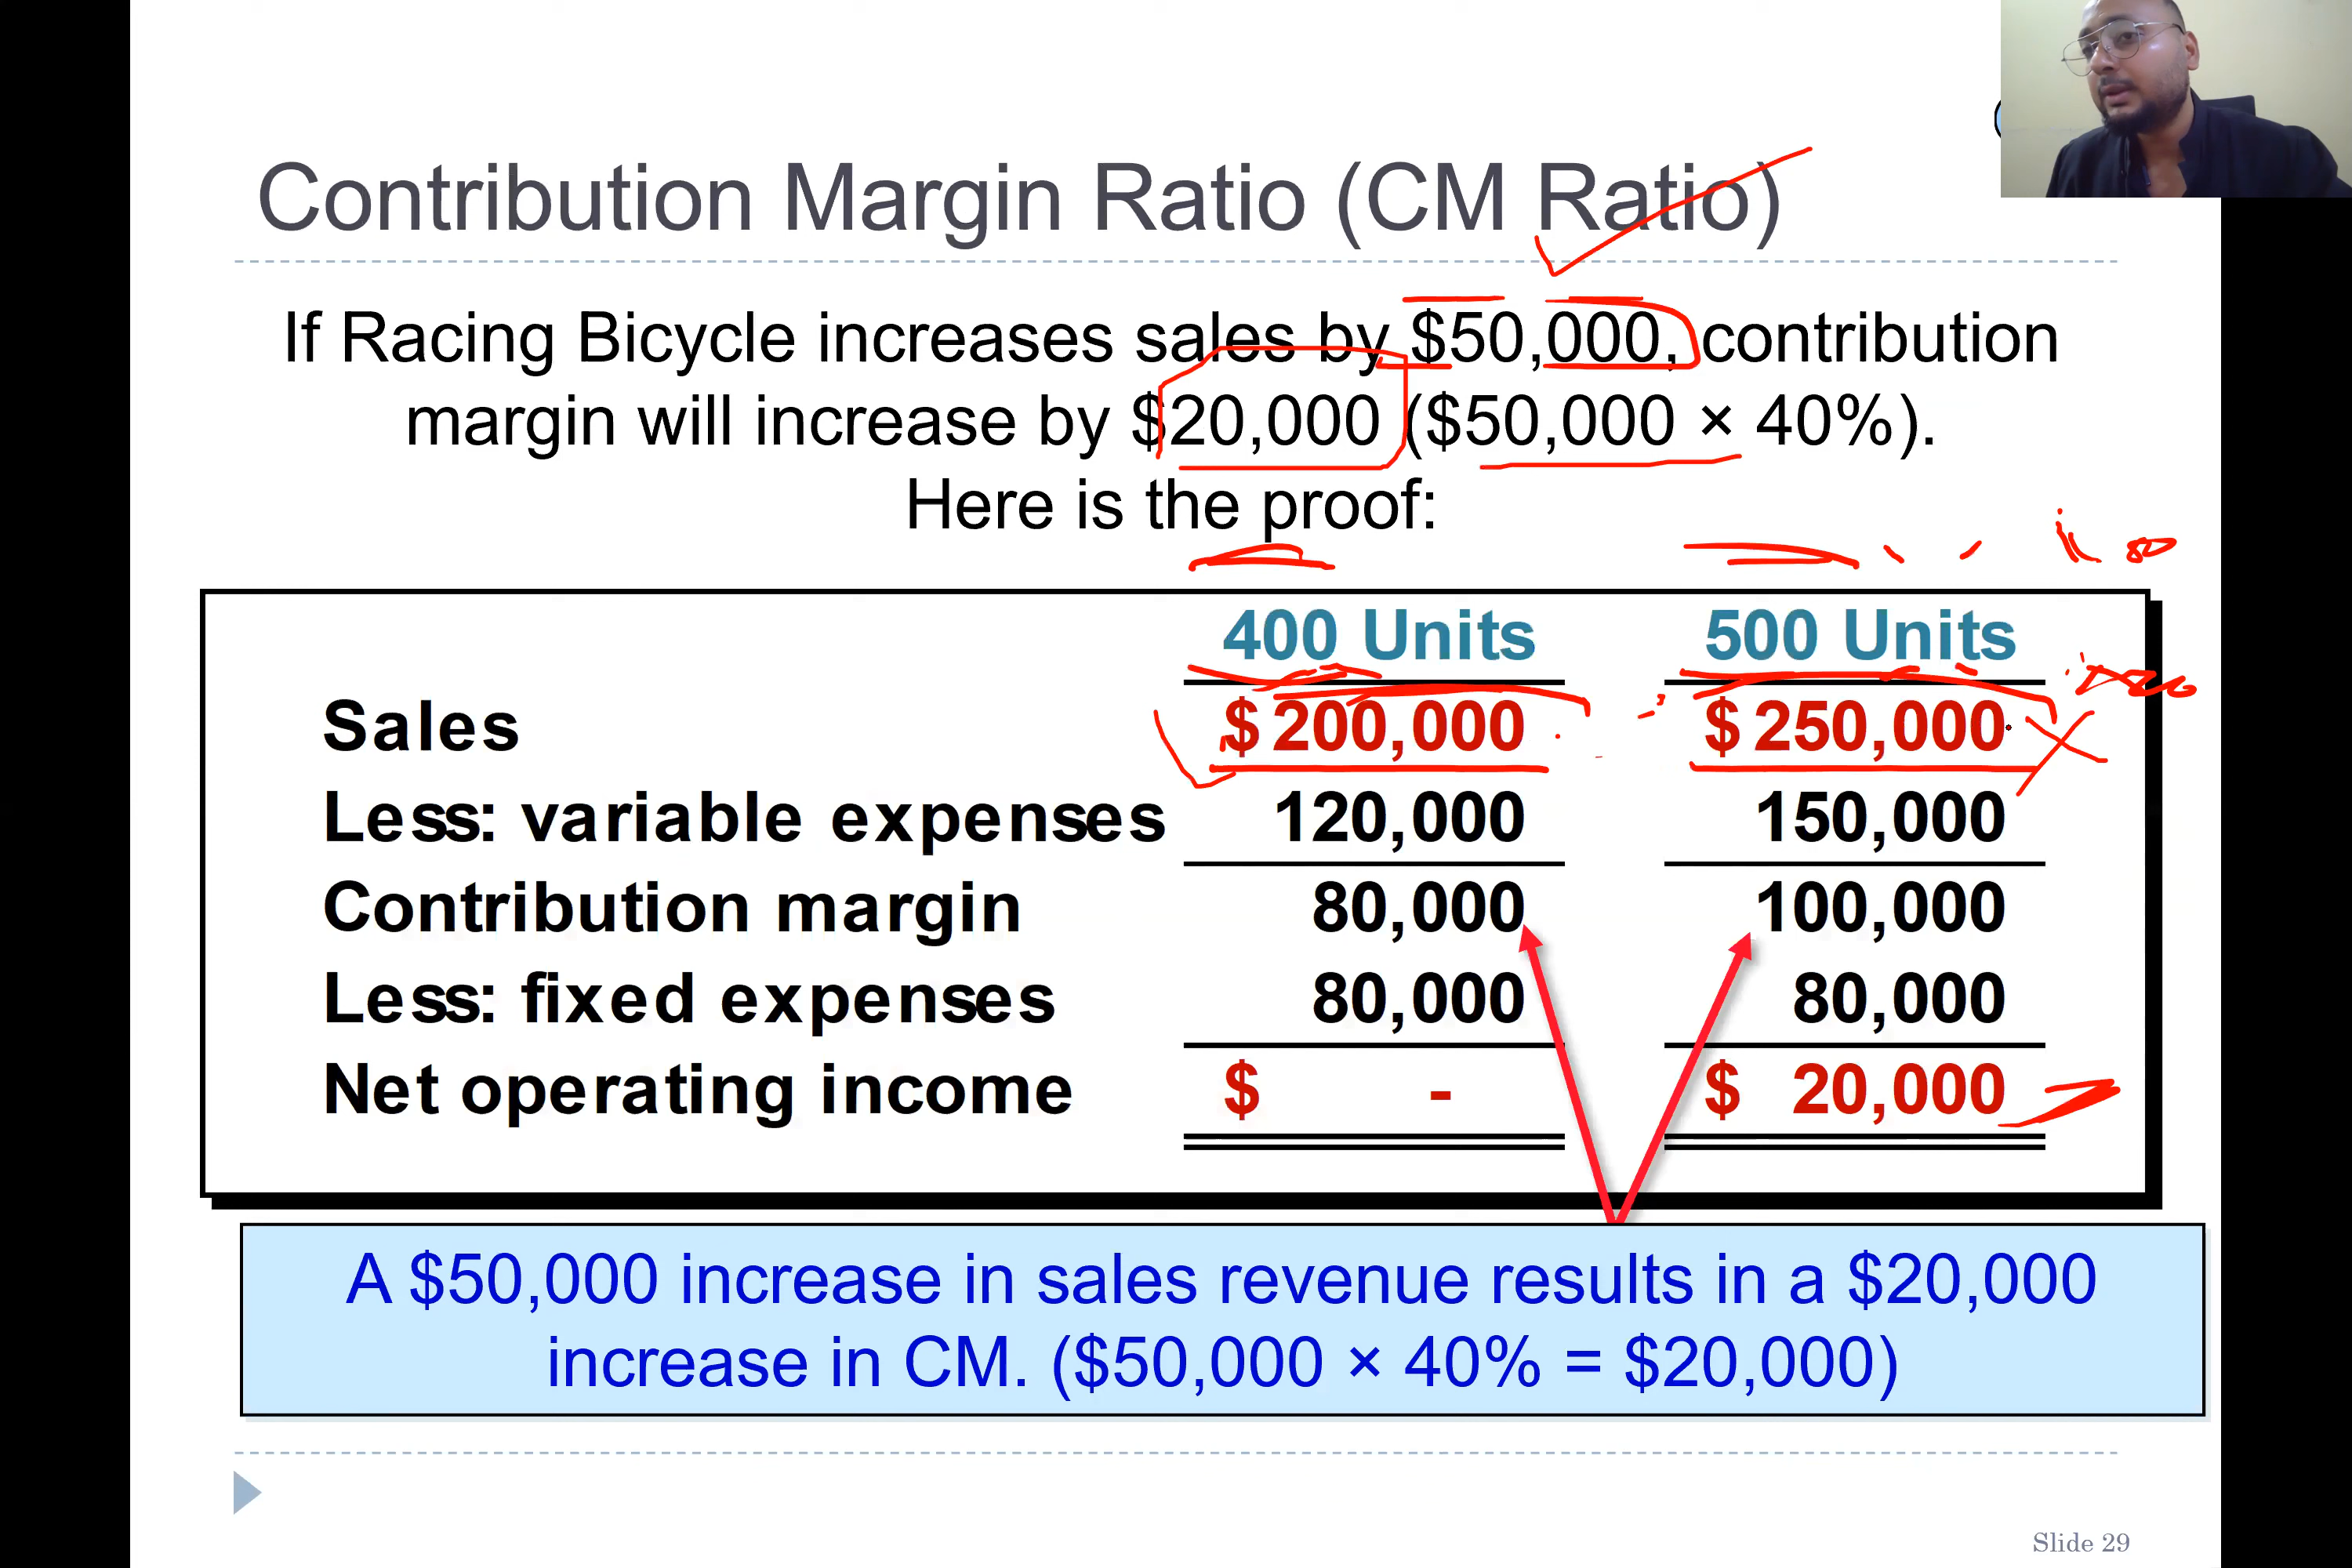 Contribution Margin Ratio (CM Ratio)
If Racing Bicycle increases sales by $50,000, contribution
margin will increase by $20,000 ($50,000 × 40%).
Here is the proof:
400 Units 500 Units
Sales $ 200,000 $ 250,000
Less: variable expenses 120,000 150,000
Contribution margin 80,000 100,000
Less: fixed expenses 80,000 80,000
Net operating income $ - $ 20,000
A $50,000 increase in sales revenue results in a $20,000
increase in CM. ($50,000 × 40% = $20,000)
Slide 29